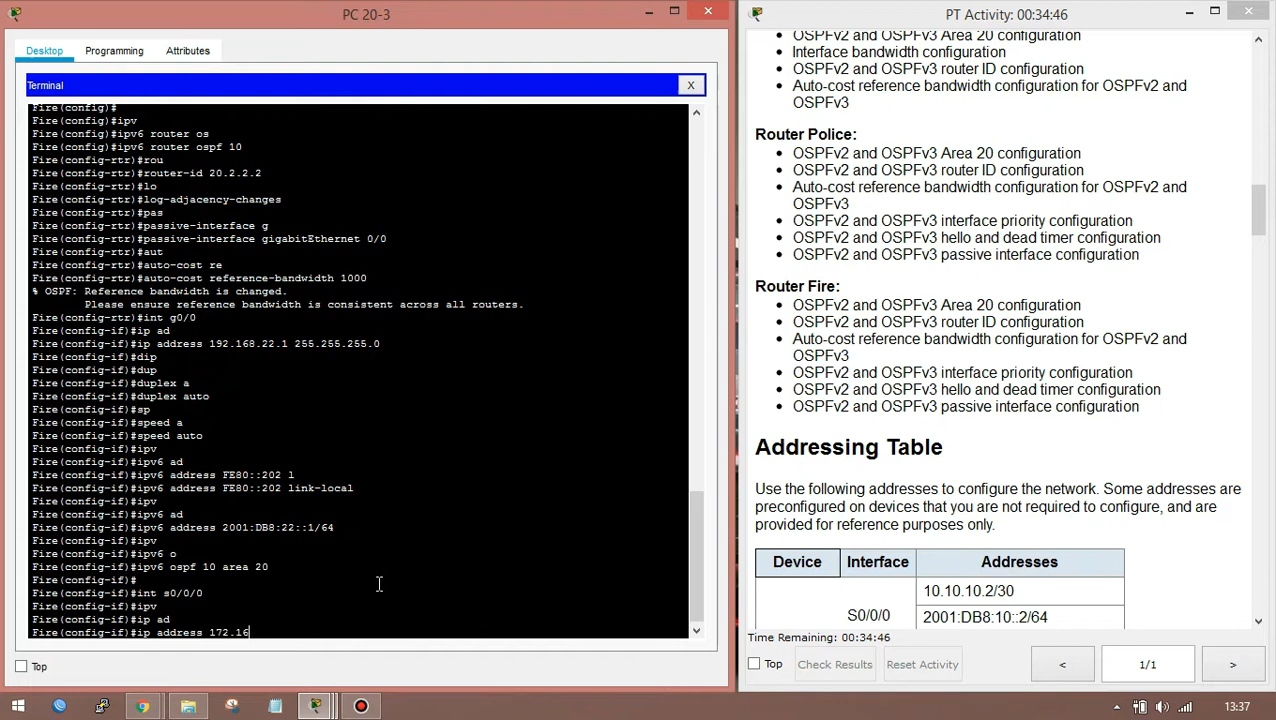 PC 20-3
Desktop
Programming
Attributes
Terminal
X
Fire(config)#
Fire(config)#ipv
Fire(config)#ipv6 router os
Fire(config)#ipv6 router ospf 10
Fire(config-rtr)#rou
Fire(config-rtr)#router-id 20.2.2.2
Fire(config-rtr)#lo
Fire(config-rtr)#log-adjacency-changes
Fire(config-rtr)#pas
Fire(config-rtr)#passive-interface g
Fire(config-rtr)#passive-interface gigabitEthernet 0/0
Fire(config-rtr)#aut
Fire(config-rtr)#auto-cost re
Fire(config-rtr)#auto-cost reference-bandwidth 1000
% OSPF: Reference bandwidth is changed.
Please ensure reference bandwidth is consistent across all routers.
Fire(config-rtr)#int g0/0
Fire(config-if)#ip ad
Fire(config-if)#ip address 192.168.22.1 255.255.255.0
Fire(config-if)#dip
Fire(config-if)#dup
Fire(config-if)#duplex a
Fire(config-if)#duplex auto
Fire(config-if)#sp
Fire(config-if)#speed a
Fire(config-if)#speed auto
Fire(config-if)#ipv
Fire(config-if)#ipv6 ad
Fire(config-if)#ipv6 address FE80::202 l
Fire(config-if)#ipv6 address FE80::202 link-local
Fire(config-if)#ipv
Fire(config-if)#ipv6 ad
Fire(config-if)#ipv6 address 2001:DB8:22::1/64
Fire(config-if)#ipv
Fire(config-if)#ipv6 o
Fire(config-if)#ipv6 ospf 10 area 20
Fire(config-if)#
Fire(config-if)#int s0/0/0
Fire(config-if)#ipv
Fire(config-if)#ip ad
Fire(config-if)#ip address 172.16
Top
PT Activity: 00:34:46
OSPFv2 and OSPFv3 Area 20 configuration
Interface bandwidth configuration
OSPFv2 and OSPFv3 router ID configuration
Auto-cost reference bandwidth configuration for OSPFv2 and
OSPFv3
Router Police:
OSPFv2 and OSPFv3 Area 20 configuration
OSPFv2 and OSPFv3 router ID configuration
Auto-cost reference bandwidth configuration for OSPFv2 and
OSPFv3
OSPFv2 and OSPFv3 interface priority configuration
OSPFv2 and OSPFv3 hello and dead timer configuration
OSPFv2 and OSPFv3 passive interface configuration
Router Fire:
OSPFv2 and OSPFv3 Area 20 configuration
OSPFv2 and OSPFv3 router ID configuration
Auto-cost reference bandwidth configuration for OSPFv2 and
OSPFv3
OSPFv2 and OSPFv3 interface priority configuration
OSPFv2 and OSPFv3 hello and dead timer configuration
OSPFv2 and OSPFv3 passive interface configuration
Addressing Table
Use the following addresses to configure the network. Some addresses are
preconfigured on devices that you are not required to configure, and are
provided for reference purposes only.
Device Interface Addresses
10.10.10.2/30
S0/0/0
2001:DB8:10::2/64
Time Remaining: 00:34:46
Top
Check Results
Reset Activity
<
1/1
>
13:37